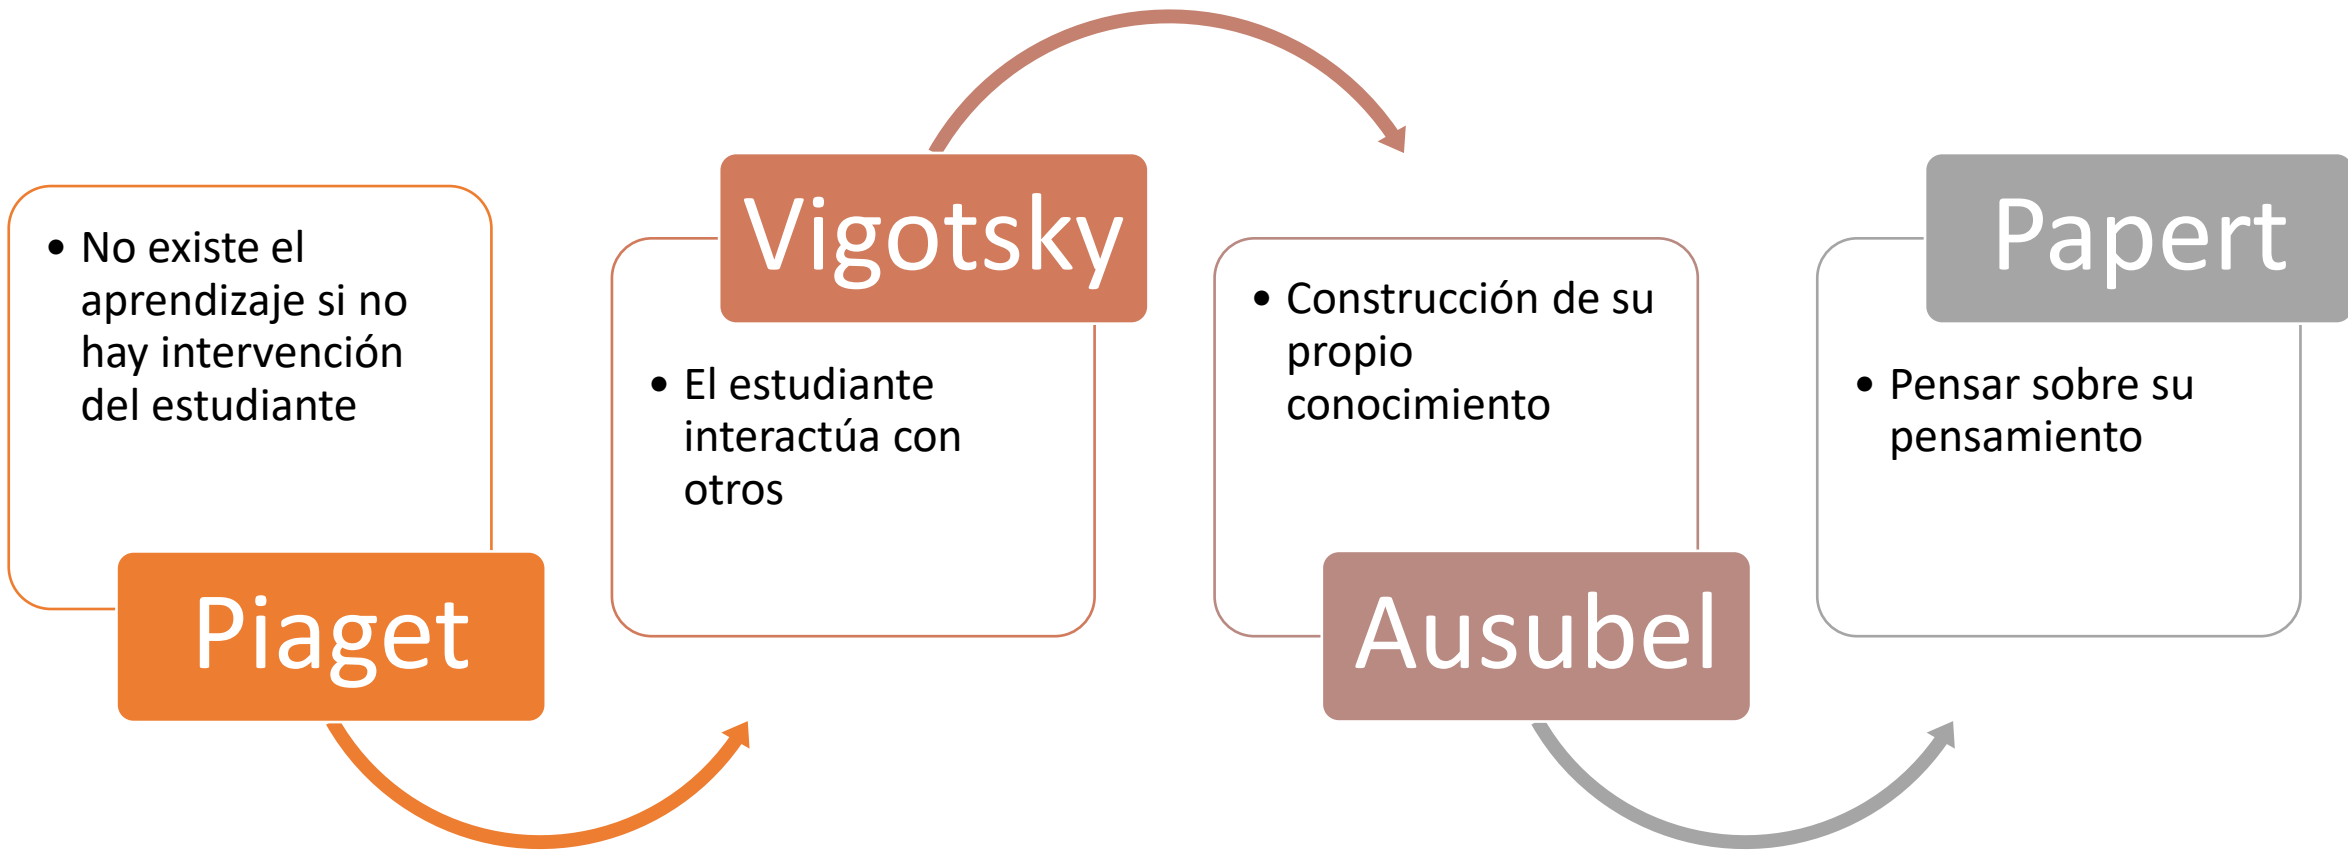 No existe el
aprendizaje si no
hay intervención
del estudiante
Piaget
Vigotsky
El estudiante
interactúa con
otros
Construcción de su
propio
conocimiento
Ausubel
Papert
Pensar sobre su
pensamiento